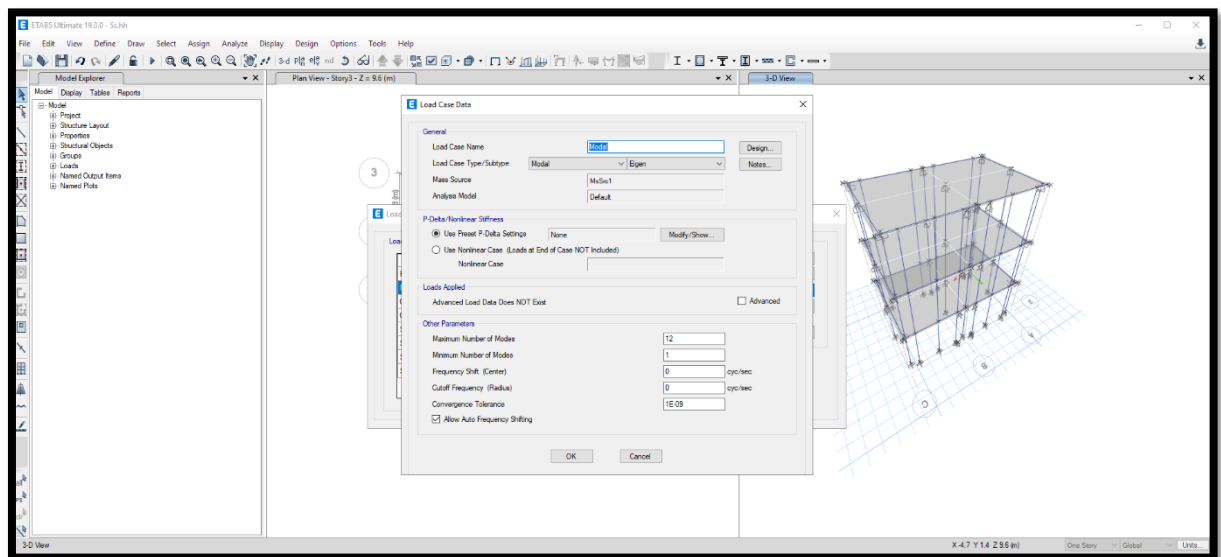 ETABS Ultimate 19.0.0 - Ss.hh
File Edit View Define Draw Select Assign Analyze Display Design Options Tools Help
3-d
nd
Model Explorer
Plan View - Story3 - Z = 9.6 (m)
3-D View
Model Display Tables Reports
Model
Project
Structure Layout
Properties
Structural Objects
Groups
Loads
Named Output Items
Named Plots
3
Load Case Data
General
Load Case Name Modal Design...
Load Case Type/Subtype Modal Eigen Notes...
Mass Source MsSrc1
Analysis Model Default
P-Delta/Nonlinear Stiffness
Use Preset P-Delta Settings None Modify/Show...
Use Nonlinear Case (Loads at End of Case NOT Included)
Nonlinear Case
Loads Applied
Advanced Load Data Does NOT Exist Advanced
Other Parameters
Maximum Number of Modes 12
Minimum Number of Modes 1
Frequency Shift (Center) 0 cyc/sec
Cutoff Frequency (Radius) 0 cyc/sec
Convergence Tolerance 1E-09
Allow Auto Frequency Shifting
OK Cancel
B
C
3-D View X -4.7 Y 1.4 Z 9.6 (m) One Story Global Units...